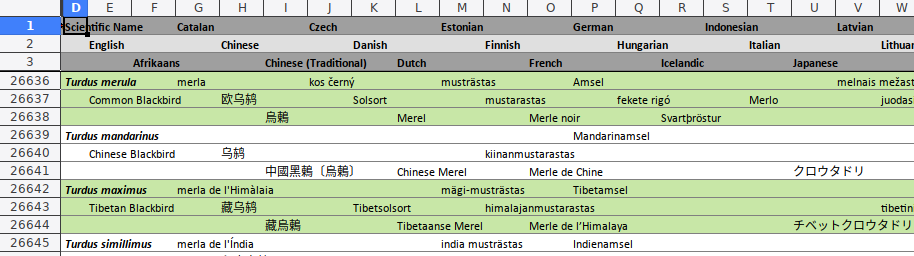 D E F G H I J K L M N O P Q R S T U V W
1 Scientific Name Catalan Czech Estonian German Indonesian Latvian
2 English Chinese Danish Finnish Hungarian Italian Lithuar
3 Afrikaans Chinese (Traditional) Dutch French Icelandic Japanese
26636 Turdus merula merla kos černý musträstas Amsel melnais mežast
26637 Common Blackbird 欧乌鸫 Solsort mustarastas fekete rigó Merlo juodas
26638 烏鶇 Merel Merle noir Svartþröstur
26639 Turdus mandarinus Mandarinamsel
26640 Chinese Blackbird 乌鸫 kiinanmustarastas
26641 中國黑鶇〔烏鶇〕 Chinese Merel Merle de Chine クロウタドリ
26642 Turdus maximus merla de l'Himàlaia mägi-musträstas Tibetamsel
26643 Tibetan Blackbird 藏乌鸫 Tibetsolsort himalajanmustarastas tibetin
26644 藏烏鶇 Tibetaanse Merel Merle de l’Himalaya チベットクロウタドリ
26645 Turdus simillimus merla de l'Índia india musträstas Indienamsel